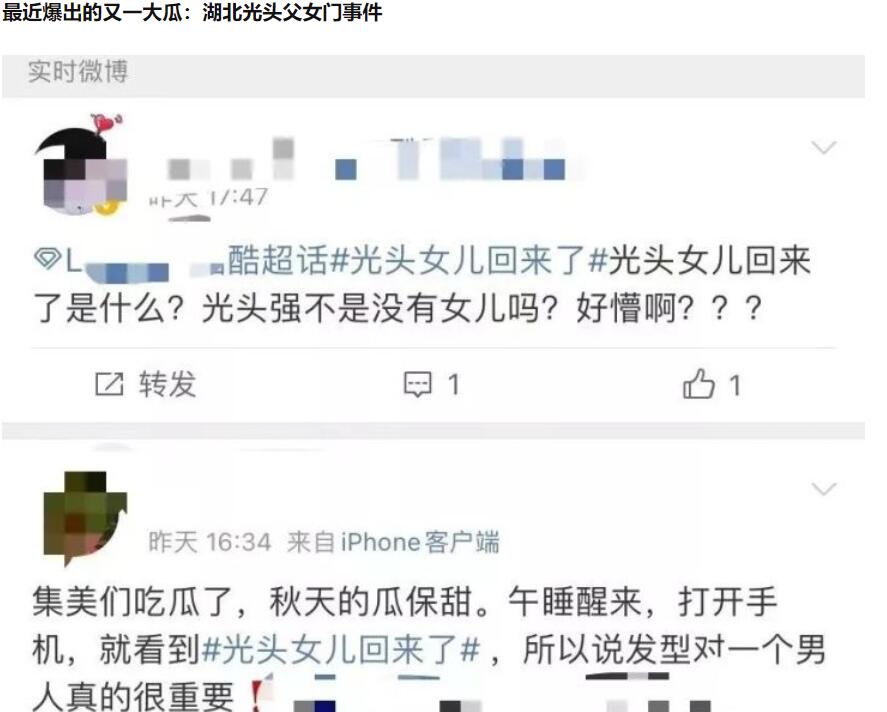 最近爆出的又一大瓜：湖北光头父女门事件
实时微博
昨天 17:47
L
酷超话#光头女儿回来了#光头女儿回来
了是什么？光头强不是没有女儿吗？好懵啊？？？
转发 1 1
昨天 16:34 来自iPhone客户端
集美们吃瓜了，秋天的瓜保甜。午睡醒来，打开手
机，就看到#光头女儿回来了#，所以说发型对一个男
人真的很重要